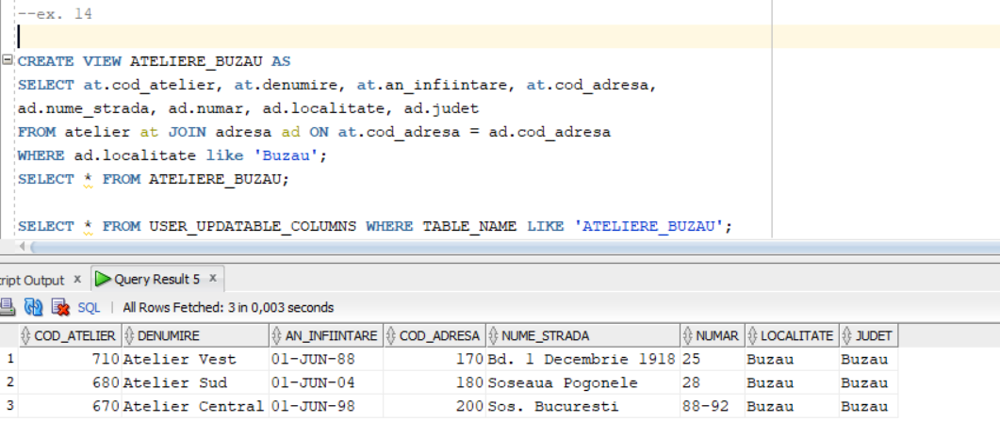 --ex. 14
CREATE VIEW ATELIERE_BUZAU AS
SELECT at.cod_atelier, at.denumire, at.an_infiintare, at.cod_adresa,
ad.nume_strada, ad.numar, ad.localitate, ad.judet
FROM atelier at JOIN adresa ad ON at.cod_adresa = ad.cod_adresa
WHERE ad.localitate like 'Buzau';
SELECT * FROM ATELIERE_BUZAU;
SELECT * FROM USER_UPDATABLE_COLUMNS WHERE TABLE_NAME LIKE 'ATELIERE_BUZAU';
ript Output x Query Result 5 x
SQL | All Rows Fetched: 3 in 0,003 seconds
COD_ATELIER DENUMIRE AN_INFIINTARE COD_ADRESA NUME_STRADA NUMAR LOCALITATE JUDET
1 710 Atelier Vest 01-JUN-88 170 Bd. 1 Decembrie 1918 25 Buzau Buzau
2 680 Atelier Sud 01-JUN-04 180 Soseaua Pogonele 28 Buzau Buzau
3 670 Atelier Central 01-JUN-98 200 Sos. Bucuresti 88-92 Buzau Buzau